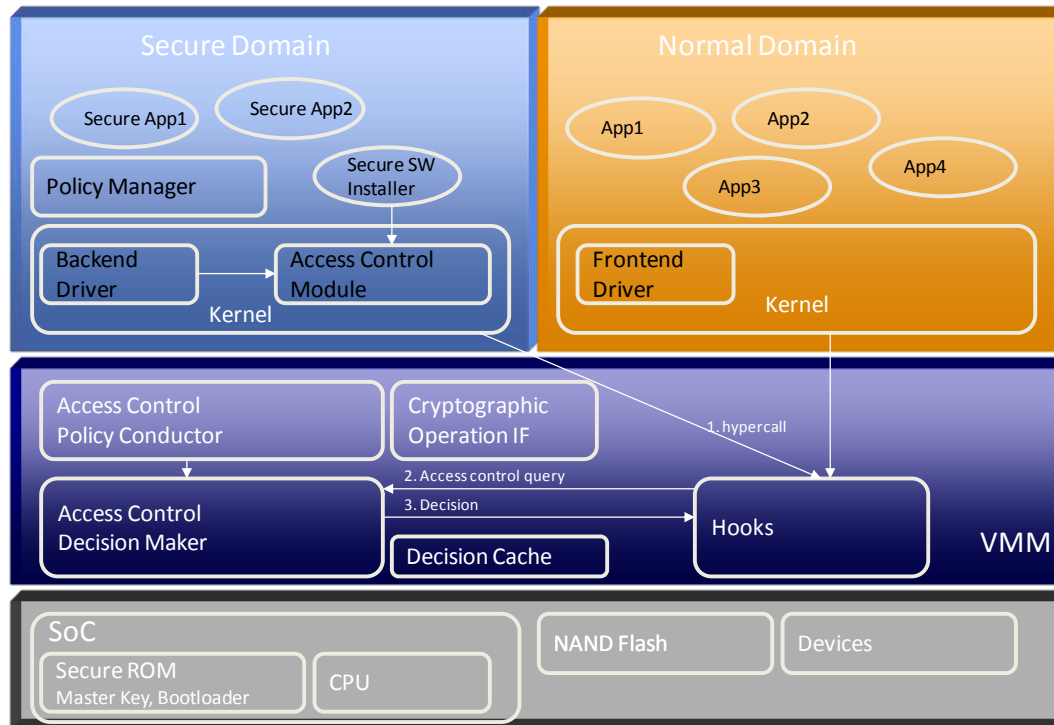 Secure Domain
Normal Domain
Secure App1
Secure App2
App1
App2
App3
App4
Secure SW
Installer
Policy Manager
Backend
Driver
Access Control
Module
Kernel
Frontend
Driver
Kernel
Access Control
Policy Conductor
Cryptographic
Operation IF
1. hypercall
2. Access control query
3. Decision
Access Control
Decision Maker
Decision Cache
Hooks
VMM
SoC
Secure ROM
Master Key, Bootloader
CPU
NAND Flash
Devices